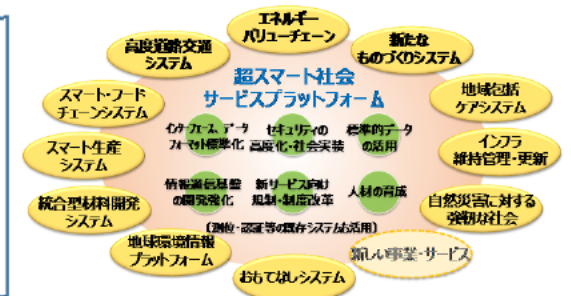 エネルギー
バリューチェーン
高度道路交通
システム
新たな
ものづくりシステム
超スマート社会
サービスプラットフォーム
スマート・フード
チェーンシステム
地域包括
ケアシステム
インターフェース、データ
フォーマット標準化
セキュリティの
高度化・社会実装
標準的データ
の活用
スマート生産
システム
インフラ
維持管理・更新
情報通信基盤
の開発強化
新サービス向け
規制・制度改革
人材の育成
統合型材料開発
システム
自然災害に対する
強靭な社会
(測位・認証等の既存システムも活用)
地球環境情報
プラットフォーム
新しい事業・サービス
おもてなしシステム